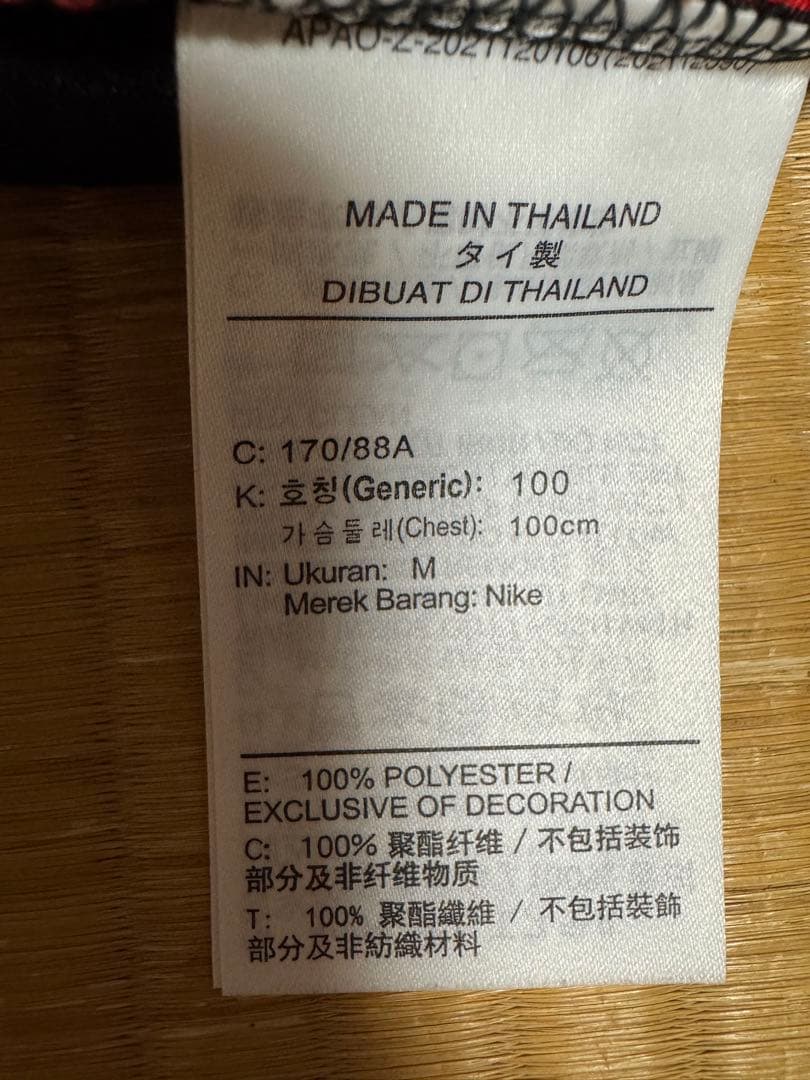 APAO-Z-2021120106(
MADE IN THAILAND
タイ製
DIBUAT DI THAILAND
C: 170/88A
K: 호칭(Generic): 100
가슴둘레(Chest): 100cm
IN: Ukuran: M
Merek Barang: Nike
E: 100% POLYESTER /
EXCLUSIVE OF DECORATION
C: 100% 聚酯纤维 / 不包括装饰
部分及非纤维物质
T: 100% 聚酯纖維 / 不包括裝飾
部分及非紡織材料